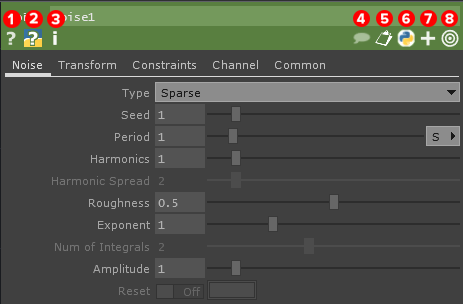 oise1
1 2 3 4 5 6 7 8
? ? i
Noise Transform Constraints Channel Common
Type Sparse
Seed 1
Period 1 S
Harmonics 1
Harmonic Spread 2
Roughness 0.5
Exponent 1
Num of Integrals 2
Amplitude 1
Reset Off